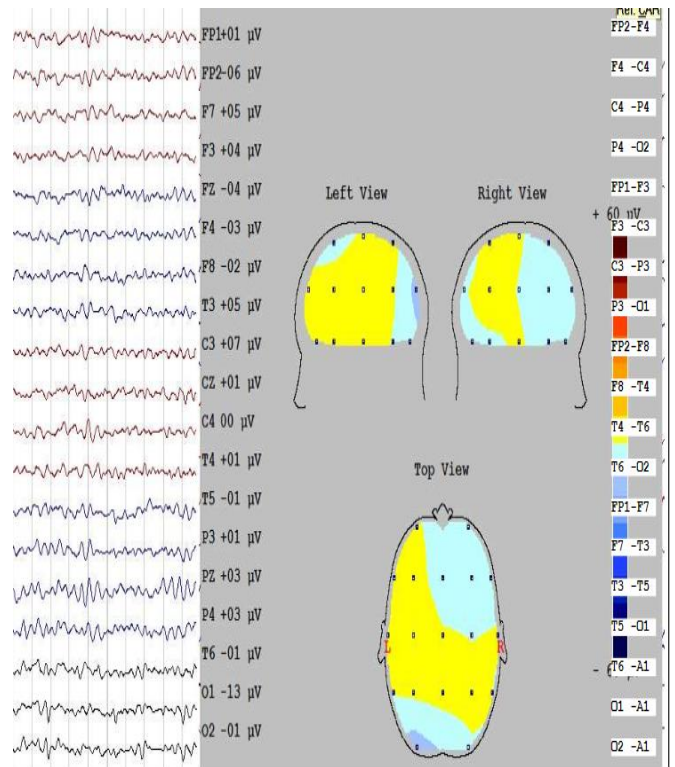 FP1+01 µV
FP2-06 µV
F7 +05 µV
F3 +04 µV
FZ -04 µV
F4 -03 µV
F8 -02 µV
T3 +05 µV
C3 +07 µV
CZ +01 µV
C4 00 µV
T4 +01 µV
T5 -01 µV
P3 +01 µV
PZ +03 µV
P4 +03 µV
T6 -01 µV
O1 -13 µV
O2 -01 µV
Left View
Right View
Top View
L
R
Ref. CAR
FP2-F4
F4 -C4
C4 -P4
P4 -O2
FP1-F3
+ 60 µV
F3 -C3
C3 -P3
P3 -O1
FP2-F8
F8 -T4
T4 -T6
T6 -O2
FP1-F7
F7 -T3
T3 -T5
T5 -O1
T6 -A1
O1 -A1
O2 -A1